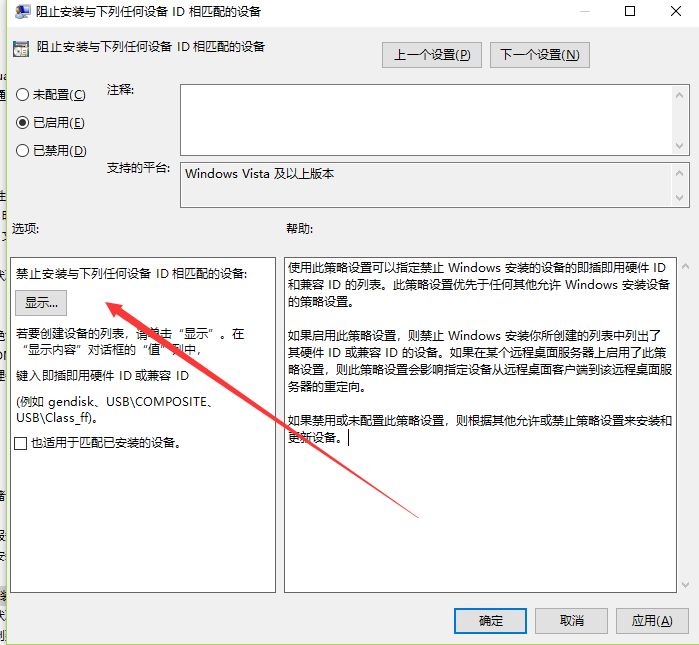 阻止安装与下列任何设备 ID 相匹配的设备
阻止安装与下列任何设备 ID 相匹配的设备
上一个设置(P)
下一个设置(N)
未配置(C)
注释:
已启用(E)
已禁用(D)
支持的平台:
Windows Vista 及以上版本
选项:
帮助:
禁止安装与下列任何设备 ID 相匹配的设备:
显示...
若要创建设备的列表，请单击“显示”。在
“显示内容”对话框的“值”列中，
键入即插即用硬件 ID 或兼容 ID
(例如 gendisk、USB\COMPOSITE、
USB\Class_ff)。
也适用于匹配已安装的设备。
使用此策略设置可以指定禁止 Windows 安装的设备的即插即用硬件 ID
和兼容 ID 的列表。此策略设置优先于任何其他允许 Windows 安装设备
的策略设置。
如果启用此策略设置，则禁止 Windows 安装你所创建的列表中列出了
其硬件 ID 或兼容 ID 的设备。如果在某个远程桌面服务器上启用了此策
略设置，则此策略设置会影响指定设备从远程桌面客户端到该远程桌面服
务器的重定向。
如果禁用或未配置此策略设置，则根据其他允许或禁止策略设置来安装和
更新设备。
确定
取消
应用(A)